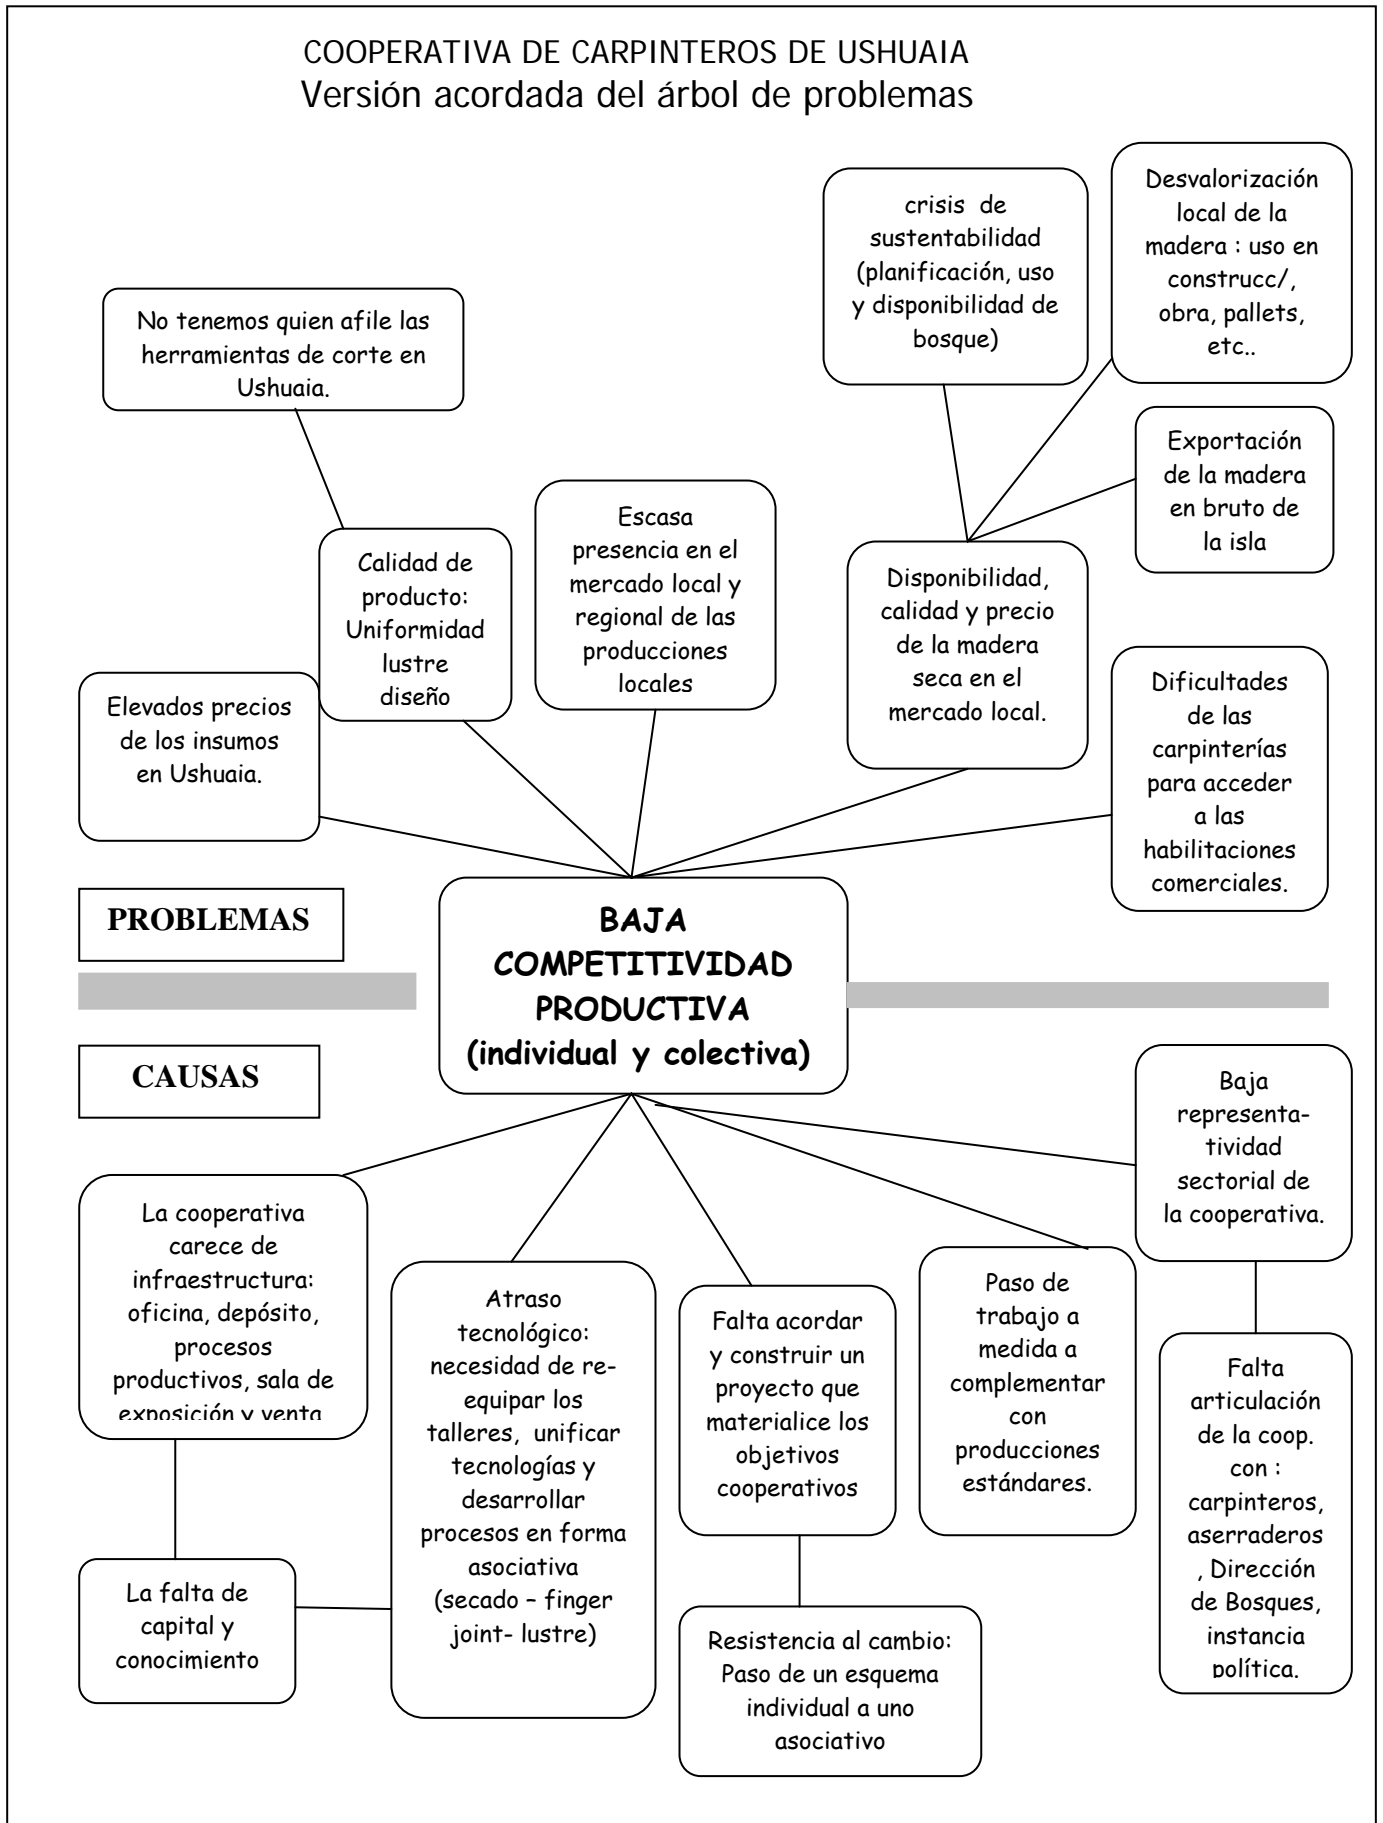 COOPERATIVA DE CARPINTEROS DE USHUAIA
Versión acordada del árbol de problemas
Desvalorización
local de la
madera : uso en
construcc/,
obra, pallets,
etc..
crisis de
sustentabilidad
(planificación, uso
y disponibilidad de
bosque)
No tenemos quien afile las
herramientas de corte en
Ushuaia.
Exportación
de la madera
en bruto de
la isla
Escasa
presencia en el
mercado local y
regional de las
producciones
locales
Calidad de
producto:
Uniformidad
lustre
diseño
Disponibilidad,
calidad y precio
de la madera
seca en el
mercado local.
Elevados precios
de los insumos
en Ushuaia.
Dificultades
de las
carpinterías
para acceder
a las
habilitaciones
comerciales.
PROBLEMAS
BAJA
COMPETITIVIDAD
PRODUCTIVA
(individual y colectiva)
CAUSAS
Baja
representa-
tividad
sectorial de
la cooperativa.
La cooperativa
carece de
infraestructura:
oficina, depósito,
procesos
productivos, sala de
exposición y venta
Atraso
tecnológico:
necesidad de re-
equipar los
talleres, unificar
tecnologías y
desarrollar
procesos en forma
asociativa
(secado – finger
joint- lustre)
Falta acordar
y construir un
proyecto que
materialice los
objetivos
cooperativos
Paso de
trabajo a
medida a
complementar
con
producciones
estándares.
Falta
articulación
de la coop.
con :
carpinteros,
aserraderos
, Dirección
de Bosques,
instancia
política.
La falta de
capital y
conocimiento
Resistencia al cambio:
Paso de un esquema
individual a uno
asociativo